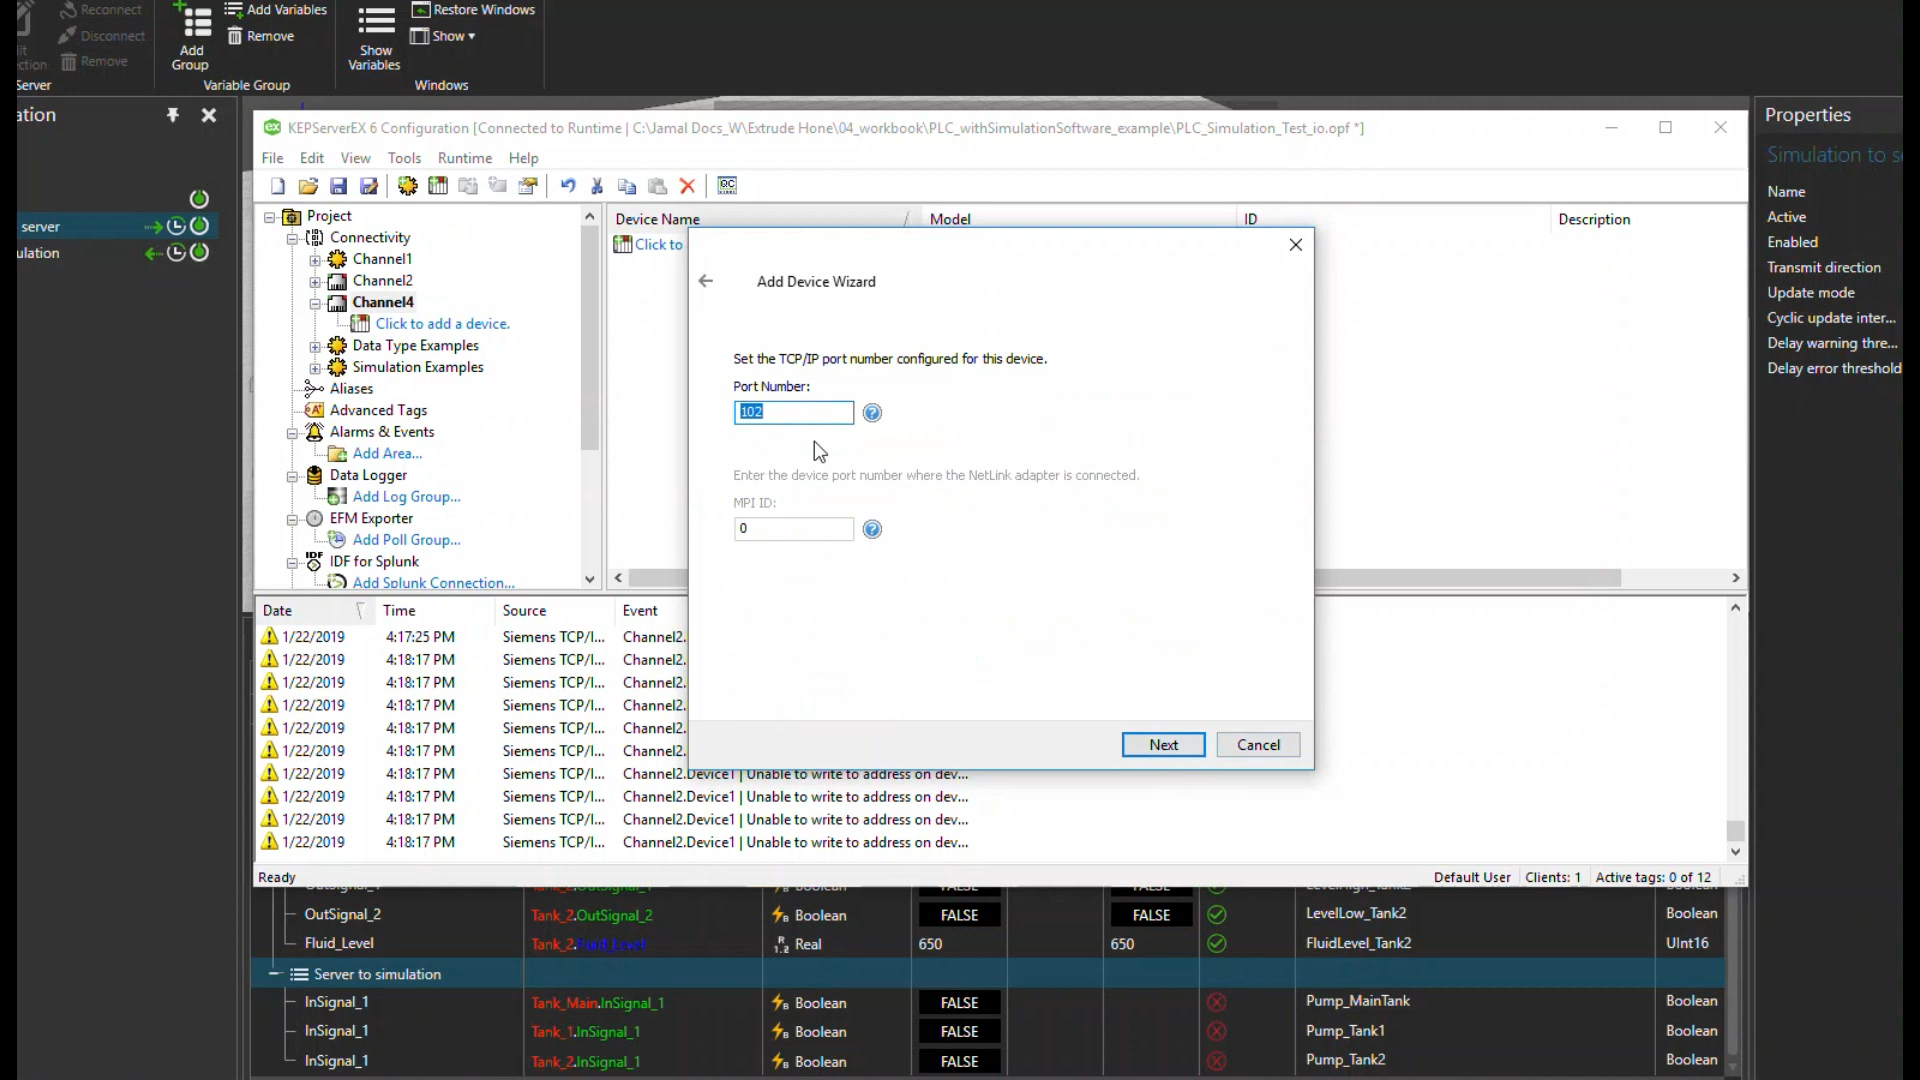 Reconnect
Add Variables
Restore Windows
Disconnect
Remove
Show
Remove
Add
Group
Show
Variables
Server
Variable Group
Windows
ation
Properties
KEPServerEX 6 Configuration [Connected to Runtime | C:\Jamal Docs_W\Extrude Hone\04_workbook\PLC_withSimulationSoftware_example\PLC_Simulation_Test_io.opf *]
File Edit View Tools Runtime Help
Simulation to s
Name
Active
Enabled
Transmit direction
Update mode
Cyclic update inter...
Delay warning thre...
Delay error threshold
server
ulation
Project
Connectivity
Channel1
Channel2
Channel4
Click to add a device.
Data Type Examples
Simulation Examples
Aliases
Advanced Tags
Alarms & Events
Add Area...
Data Logger
Add Log Group...
EFM Exporter
Add Poll Group...
IDF for Splunk
Add Splunk Connection...
Device Name Model ID Description
Click to
Add Device Wizard
Set the TCP/IP port number configured for this device.
Port Number:
102
Enter the device port number where the NetLink adapter is connected.
MPI ID:
0
Next Cancel
Date Time Source Event
1/22/2019 4:17:25 PM Siemens TCP/I... Channel2.
1/22/2019 4:18:17 PM Siemens TCP/I... Channel2.
1/22/2019 4:18:17 PM Siemens TCP/I... Channel2.
1/22/2019 4:18:17 PM Siemens TCP/I... Channel2.
1/22/2019 4:18:17 PM Siemens TCP/I... Channel2.
1/22/2019 4:18:17 PM Siemens TCP/I... Channel2.
1/22/2019 4:18:17 PM Siemens TCP/I... Channel2.Device1 | Unable to write to address on dev...
1/22/2019 4:18:17 PM Siemens TCP/I... Channel2.Device1 | Unable to write to address on dev...
1/22/2019 4:18:17 PM Siemens TCP/I... Channel2.Device1 | Unable to write to address on dev...
1/22/2019 4:18:17 PM Siemens TCP/I... Channel2.Device1 | Unable to write to address on dev...
Ready Default User Clients: 1 Active tags: 0 of 12
OutSignal_2 Tank_2.OutSignal_2 Boolean FALSE FALSE LevelLow_Tank2 Boolean
Fluid_Level Tank_2.Fluid_Level Real 650 650 FluidLevel_Tank2 UInt16
Server to simulation
InSignal_1 Tank_Main.InSignal_1 Boolean FALSE Pump_MainTank Boolean
InSignal_1 Tank_1.InSignal_1 Boolean FALSE Pump_Tank1 Boolean
InSignal_1 Tank_2.InSignal_1 Boolean FALSE Pump_Tank2 Boolean